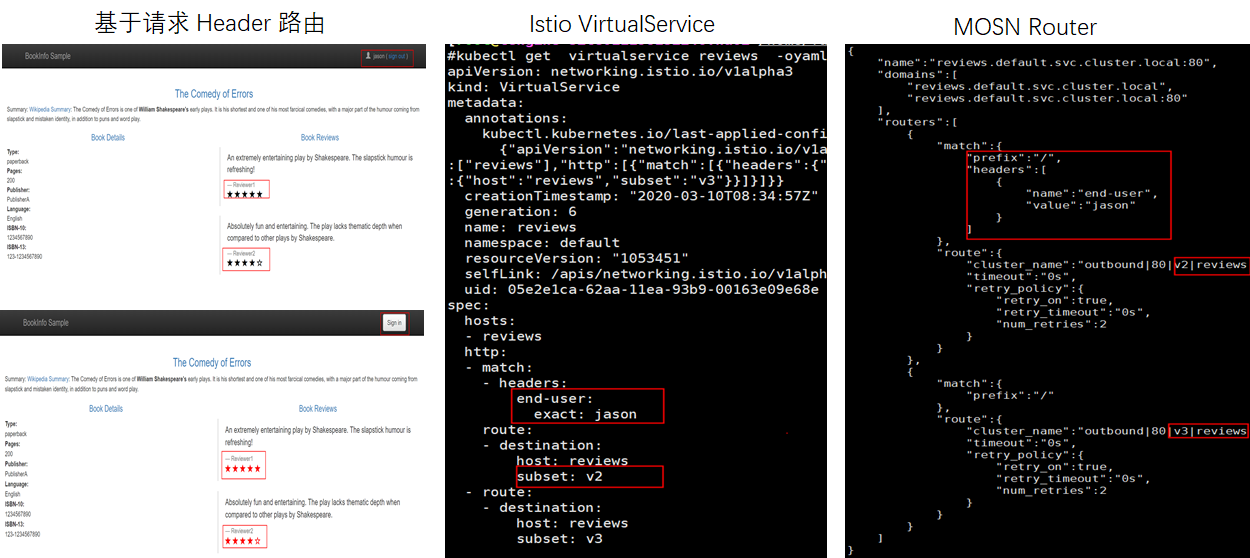 基于请求 Header 路由
BookInfo Sample
jason [ sign out ]
The Comedy of Errors
Summary: Wikipedia Summary: The Comedy of Errors is one of William Shakespeare's early plays. It is his shortest and one of his most farcical comedies, with a major part of the humour coming from
slapstick and mistaken identity, in addition to puns and word play.
Book Details
Type:
paperback
Pages:
200
Publisher:
PublisherA
Language:
English
ISBN-10:
1234567890
ISBN-13:
123-1234567890
Book Reviews
An extremely entertaining play by Shakespeare. The slapstick humour is
refreshing!
— Reviewer1
★★★★★
Absolutely fun and entertaining. The play lacks thematic depth when
compared to other plays by Shakespeare.
— Reviewer2
★★★★☆
BookInfo Sample
Sign in
The Comedy of Errors
Summary: Wikipedia Summary: The Comedy of Errors is one of William Shakespeare's early plays. It is his shortest and one of his most farcical comedies, with a major part of the humour coming from
slapstick and mistaken identity, in addition to puns and word play.
Book Details
Type:
paperback
Pages:
200
Publisher:
PublisherA
Language:
English
ISBN-10:
1234567890
ISBN-13:
123-1234567890
Book Reviews
An extremely entertaining play by Shakespeare. The slapstick humour is
refreshing!
— Reviewer1
★★★★★
Absolutely fun and entertaining. The play lacks thematic depth when
compared to other plays by Shakespeare.
— Reviewer2
★★★★☆
Istio VirtualService
#kubectl get  virtualservice reviews  -oyaml
apiVersion: networking.istio.io/v1alpha3
kind: VirtualService
metadata:
  annotations:
    kubectl.kubernetes.io/last-applied-confi
      {"apiVersion":"networking.istio.io/v1a
:["reviews"],"http":[{"match":[{"headers":{"
:{"host":"reviews","subset":"v3"}}]}]}}
  creationTimestamp: "2020-03-10T08:34:57Z"
  generation: 6
  name: reviews
  namespace: default
  resourceVersion: "1053451"
  selfLink: /apis/networking.istio.io/v1alph
  uid: 05e2e1ca-62aa-11ea-93b9-00163e09e68e
spec:
  hosts:
  - reviews
  http:
  - match:
    - headers:
        end-user:
          exact: jason
    route:
    - destination:
        host: reviews
        subset: v2
  - route:
    - destination:
        host: reviews
        subset: v3
MOSN Router
{
    "name":"reviews.default.svc.cluster.local:80",
    "domains":[
        "reviews.default.svc.cluster.local",
        "reviews.default.svc.cluster.local:80"
    ],
    "routers":[
        {
            "match":{
                "prefix":"/",
                "headers":[
                    {
                        "name":"end-user",
                        "value":"jason"
                    }
                ]
            },
            "route":{
                "cluster_name":"outbound|80|v2|reviews
                "timeout":"0s",
                "retry_policy":{
                    "retry_on":true,
                    "retry_timeout":"0s",
                    "num_retries":2
                }
            }
        },
        {
            "match":{
                "prefix":"/"
            },
            "route":{
                "cluster_name":"outbound|80|v3|reviews
                "timeout":"0s",
                "retry_policy":{
                    "retry_on":true,
                    "retry_timeout":"0s",
                    "num_retries":2
                }
            }
        }
    ]
}